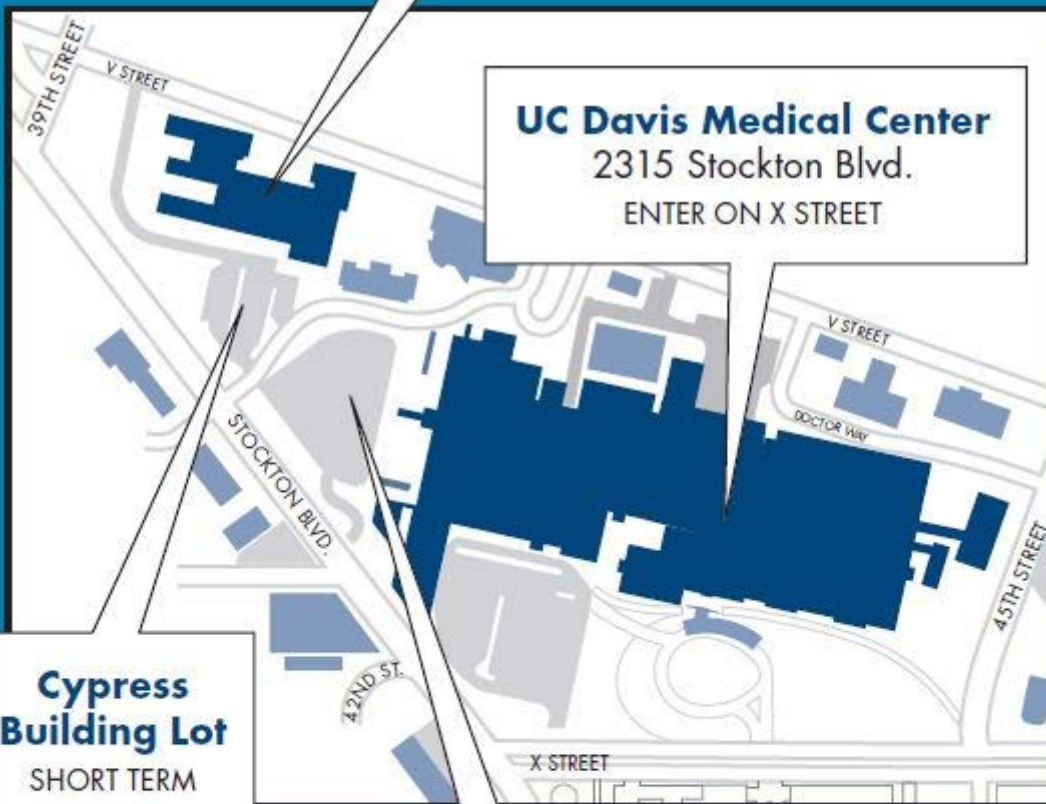 39TH STREET
V STREET
UC Davis Medical Center
2315 Stockton Blvd.
ENTER ON X STREET
V STREET
DOCTOR WAY
STOCKTON BLVD.
45TH STREET
42ND ST.
X STREET
Cypress
Building Lot
SHORT TERM